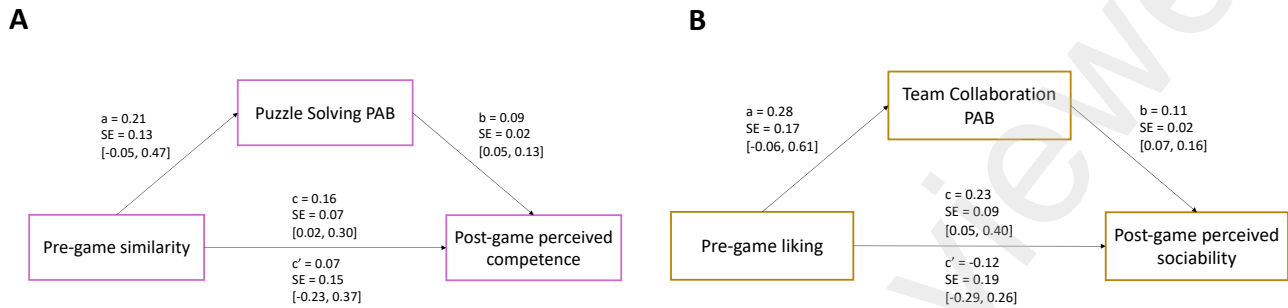 A
Puzzle Solving PAB
a = 0.21
SE = 0.13
[-0.05, 0.47]
b = 0.09
SE = 0.02
[0.05, 0.13]
Pre-game similarity
c = 0.16
SE = 0.07
[0.02, 0.30]
c’ = 0.07
SE = 0.15
[-0.23, 0.37]
Post-game perceived
competence
B
Team Collaboration
PAB
a = 0.28
SE = 0.17
[-0.06, 0.61]
b = 0.11
SE = 0.02
[0.07, 0.16]
Pre-game liking
c = 0.23
SE = 0.09
[0.05, 0.40]
c’ = -0.12
SE = 0.19
[-0.29, 0.26]
Post-game perceived
sociability
viewe